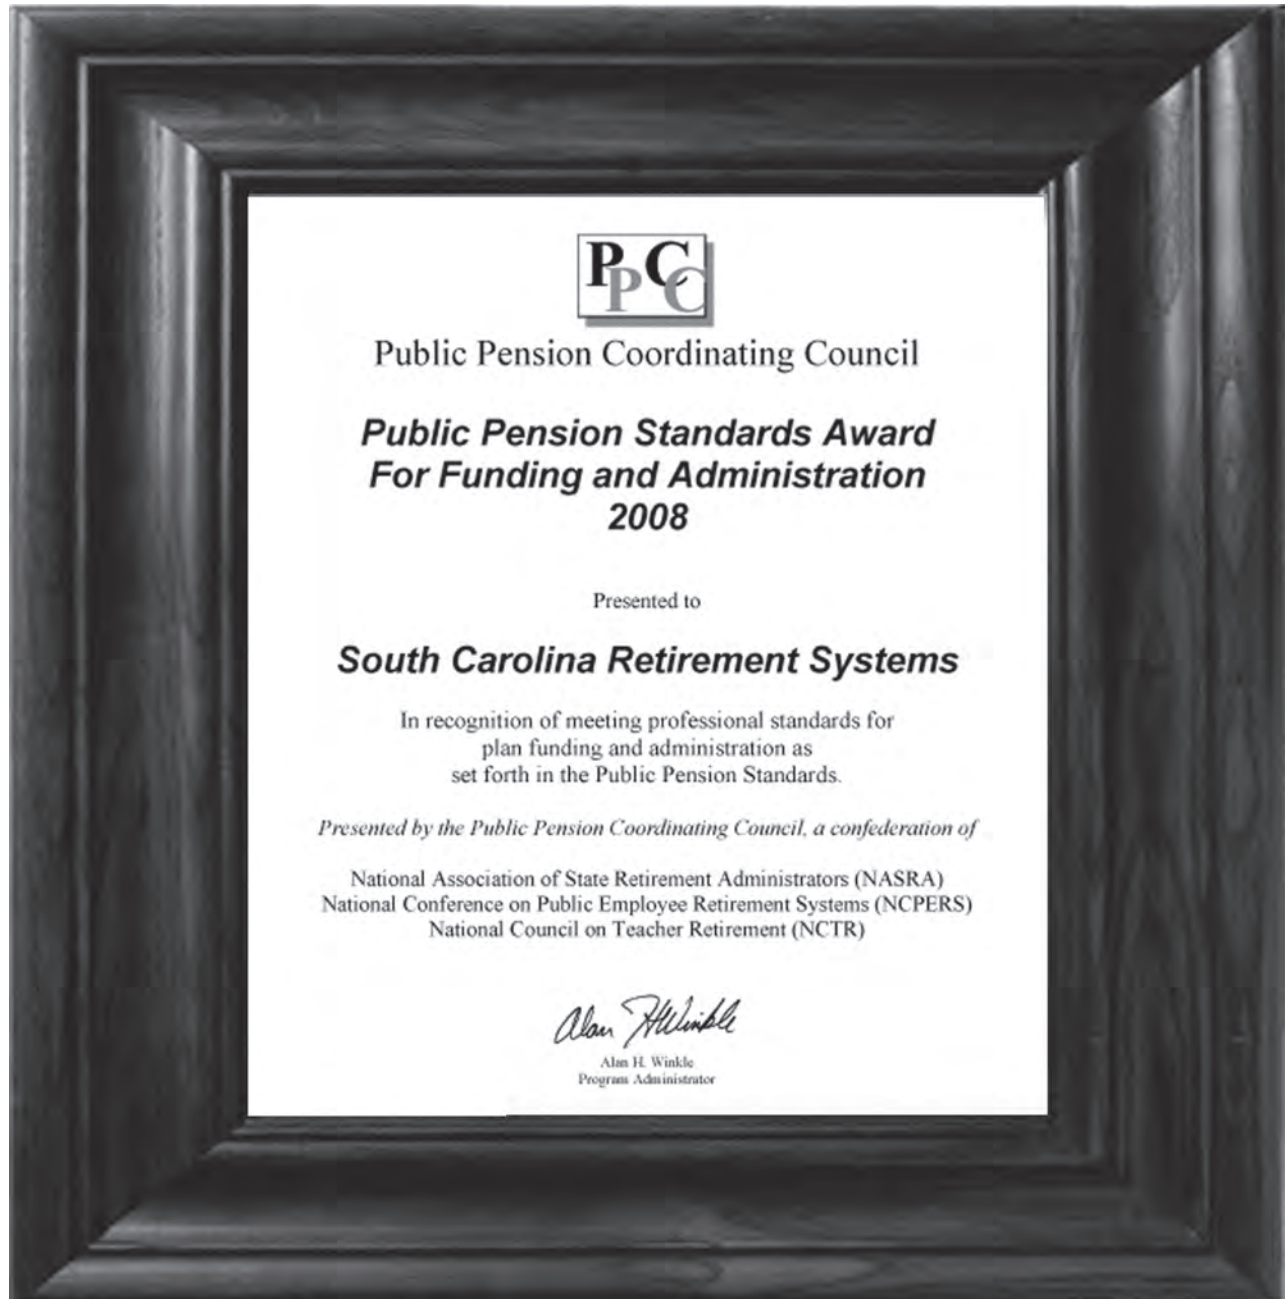 PPCC
Public Pension Coordinating Council
Public Pension Standards Award
For Funding and Administration
2008
Presented to
South Carolina Retirement Systems
In recognition of meeting professional standards for
plan funding and administration as
set forth in the Public Pension Standards.
Presented by the Public Pension Coordinating Council, a confederation of
National Association of State Retirement Administrators (NASRA)
National Conference on Public Employee Retirement Systems (NCPERS)
National Council on Teacher Retirement (NCTR)
Alan H Winkle
Alan H. Winkle
Program Administrator